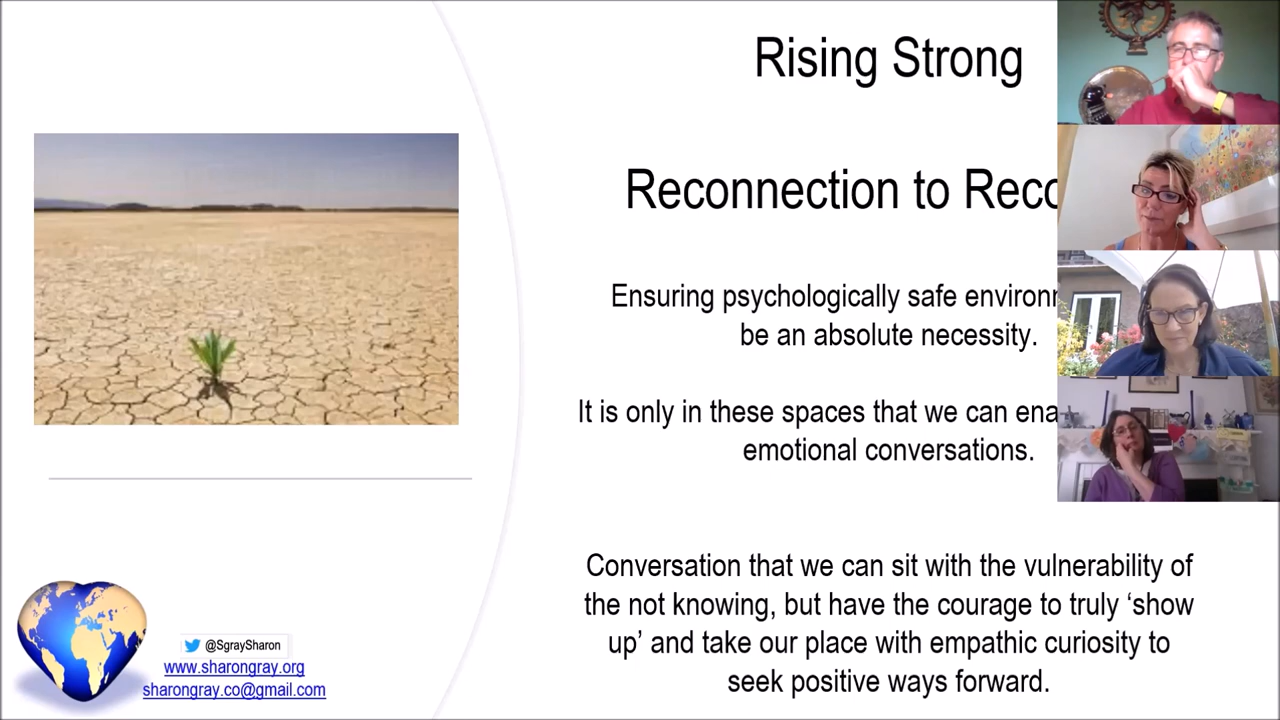 Rising Strong
Reconnection to
Ensuring psychologically safe
be an absolute necessity.
It is only in these spaces that we can
emotional conversations.
Conversation that we can sit with the vulnerability of
the not knowing, but have the courage to truly ‘show
up’ and take our place with empathic curiosity to
seek positive ways forward.
@SgraySharon
www.sharongray.org
sharongray.co@gmail.com